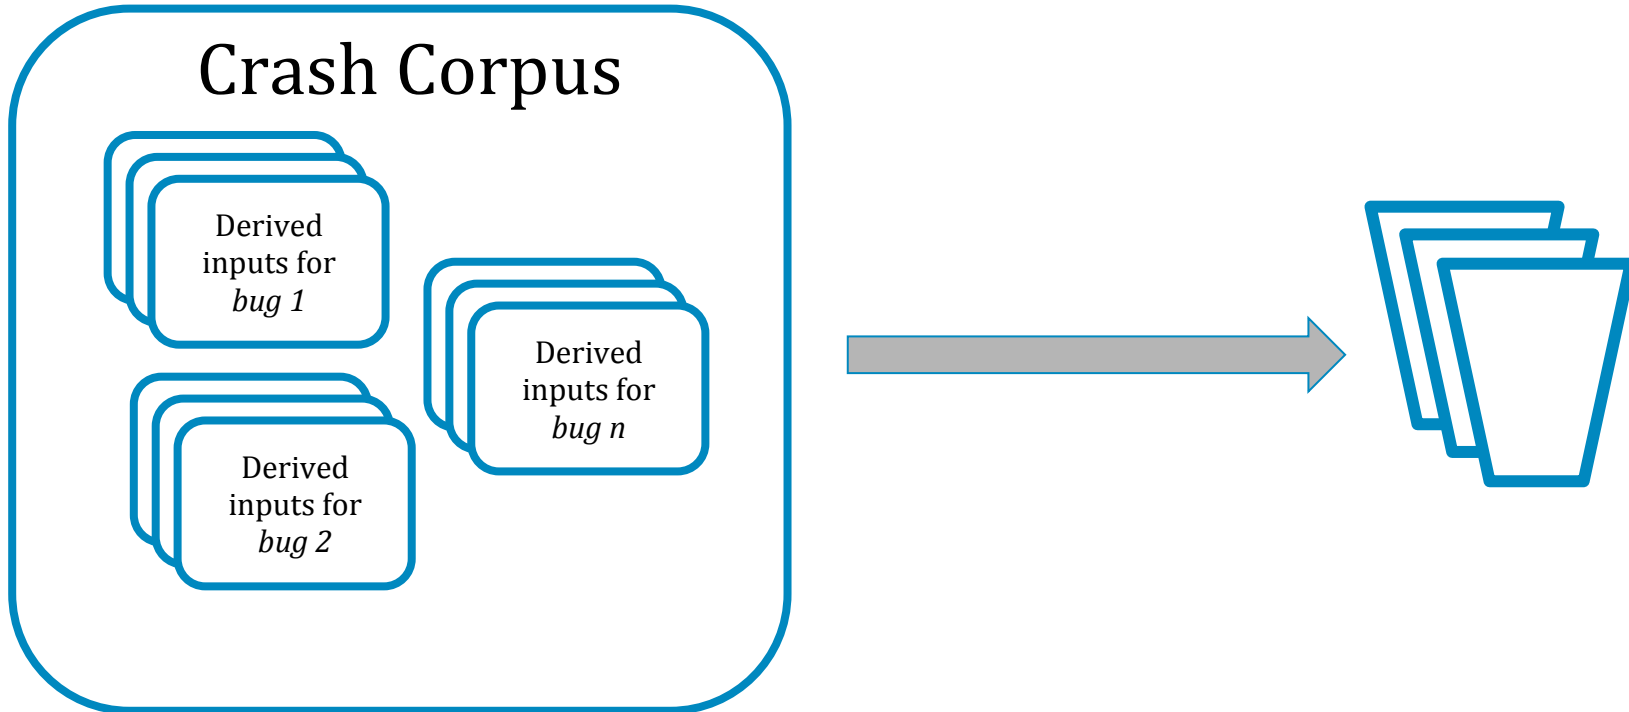 Crash Corpus
Derived
inputs for
bug 1
Derived
inputs for
bug n
Derived
inputs for
bug 2